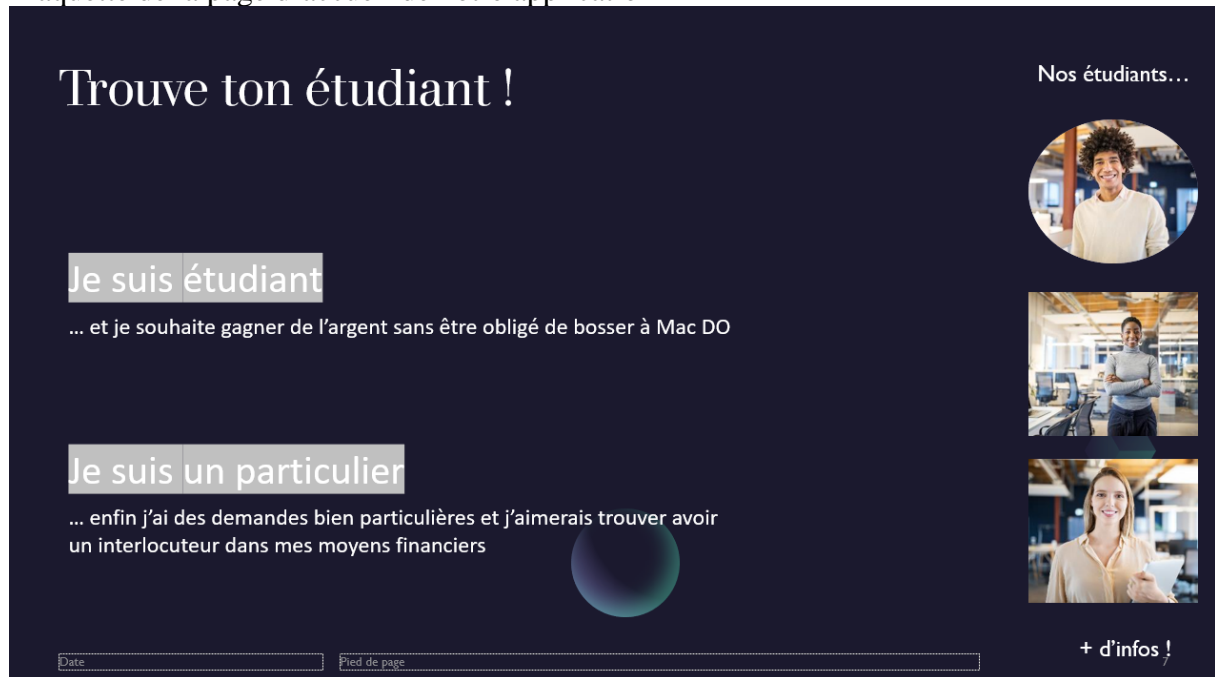 Trouve ton étudiant !
Nos étudiants...
Je suis étudiant
... et je souhaite gagner de l'argent sans être obligé de bosser à Mac DO
Je suis un particulier
... enfin j'ai des demandes bien particulières et j'aimerais trouver avoir
un interlocuteur dans mes moyens financiers
+ d'infos !
Date
Pied de page
7